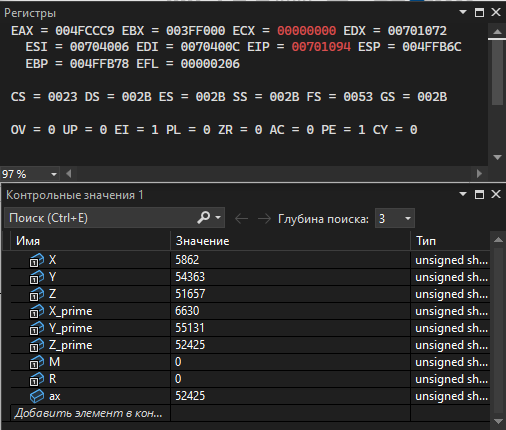 Регистры
EAX = 004FCCC9 EBX = 003FF000 ECX = 00000000 EDX = 00701072
ESI = 00704006 EDI = 0070400C EIP = 00701094 ESP = 004FFB6C
EBP = 004FFB78 EFL = 00000206
CS = 0023 DS = 002B ES = 002B SS = 002B FS = 0053 GS = 002B
OV = 0 UP = 0 EI = 1 PL = 0 ZR = 0 AC = 0 PE = 1 CY = 0
97 %
Контрольные значения 1
Поиск (Ctrl+E) Глубина поиска: 3
Имя Значение Тип
X 5862 unsigned sh...
Y 54363 unsigned sh...
Z 51657 unsigned sh...
X_prime 6630 unsigned sh...
Y_prime 55131 unsigned sh...
Z_prime 52425 unsigned sh...
M 0 unsigned sh...
R 0 unsigned sh...
ax 52425 unsigned sh...
Добавить элемент в кон...